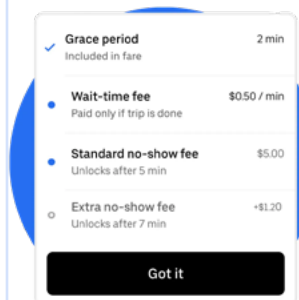 Grace period 2 min
Included in fare
Wait-time fee $0.50 / min
Paid only if trip is done
Standard no-show fee $5.00
Unlocks after 5 min
Extra no-show fee +$1.20
Unlocks after 7 min
Got it